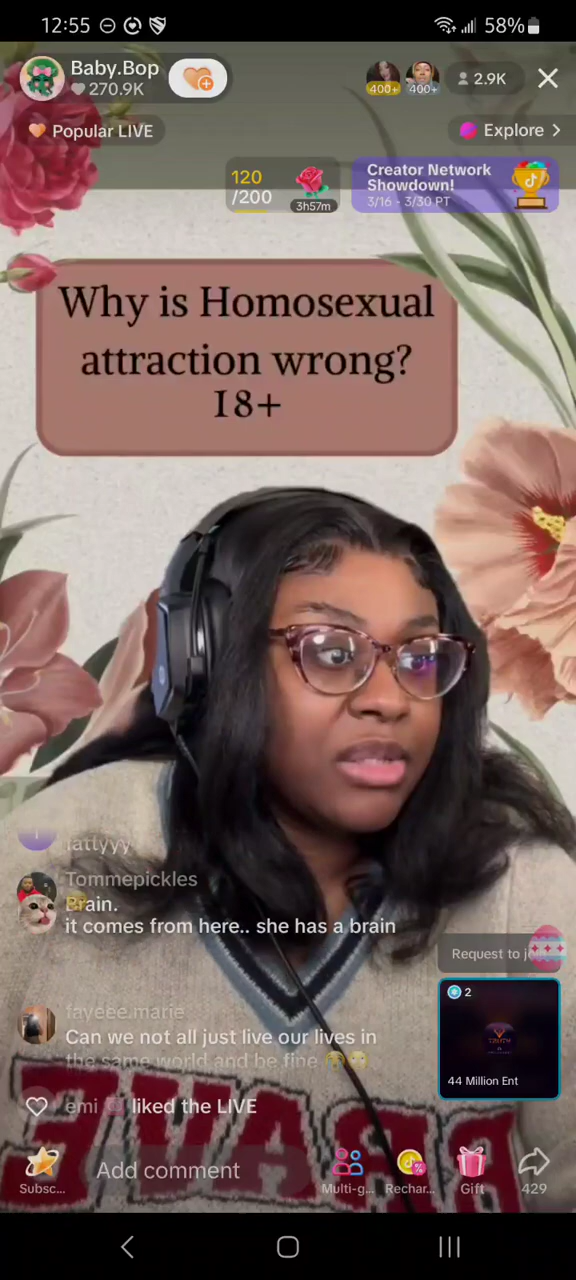 12:55
58%
Baby.Bop
270.9K
400+
400+
2.9K
Popular LIVE
Explore
120
/200
3h57m
Creator Network
Showdown!
3/16 - 3/30 PT
Why is Homosexual
attraction wrong?
18+
fattyyy
Tommepickles
Brain.
it comes from here.. she has a brain
Request to j
2
TRUTH
44 Million Ent
fayeee.marie
Can we not all just live our lives in
the same world and be fine 😭😕
emi liked the LIVE
Subsc...
Add comment
Multi-g...
Rechar...
Gift
429